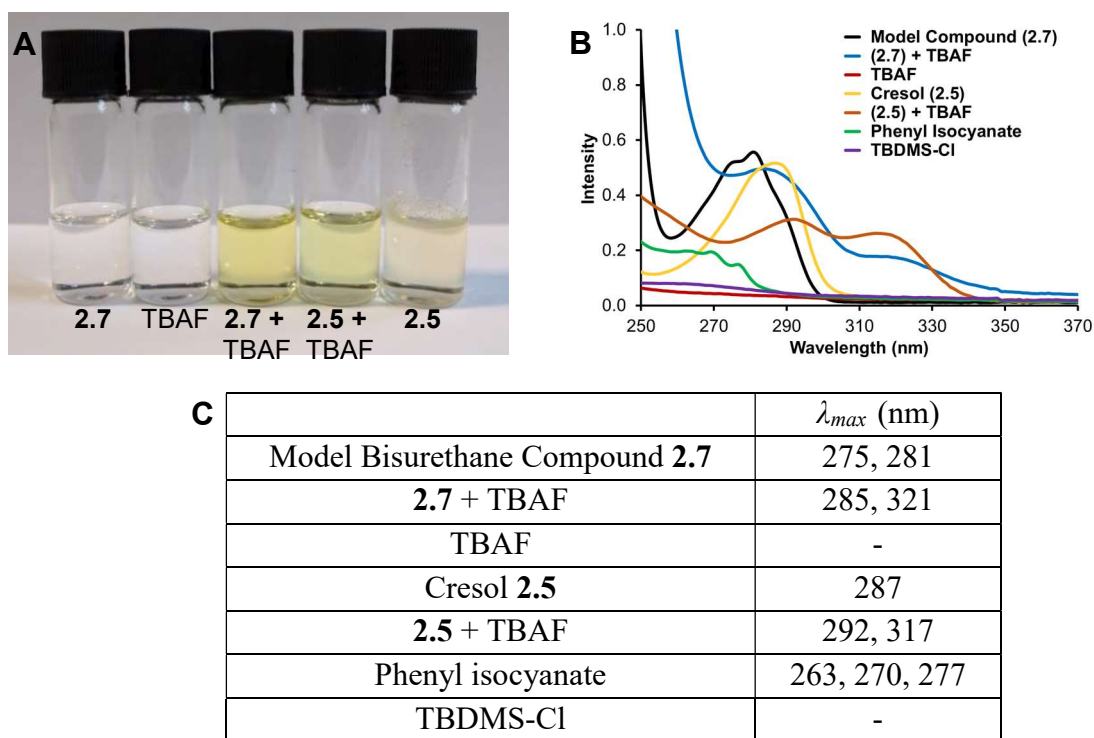 A
2.7 TBAF 2.7 + 2.5 + 2.5
TBAF TBAF
B
Model Compound (2.7)
(2.7) + TBAF
TBAF
Cresol (2.5)
(2.5) + TBAF
Phenyl Isocyanate
TBDMS-Cl
1.0
0.8
0.6
0.4
0.2
0.0
Intensity
250 270 290 310 330 350 370
Wavelength (nm)
C
λmax (nm)
Model Bisurethane Compound 2.7 275, 281
2.7 + TBAF 285, 321
TBAF -
Cresol 2.5 287
2.5 + TBAF 292, 317
Phenyl isocyanate 263, 270, 277
TBDMS-Cl -